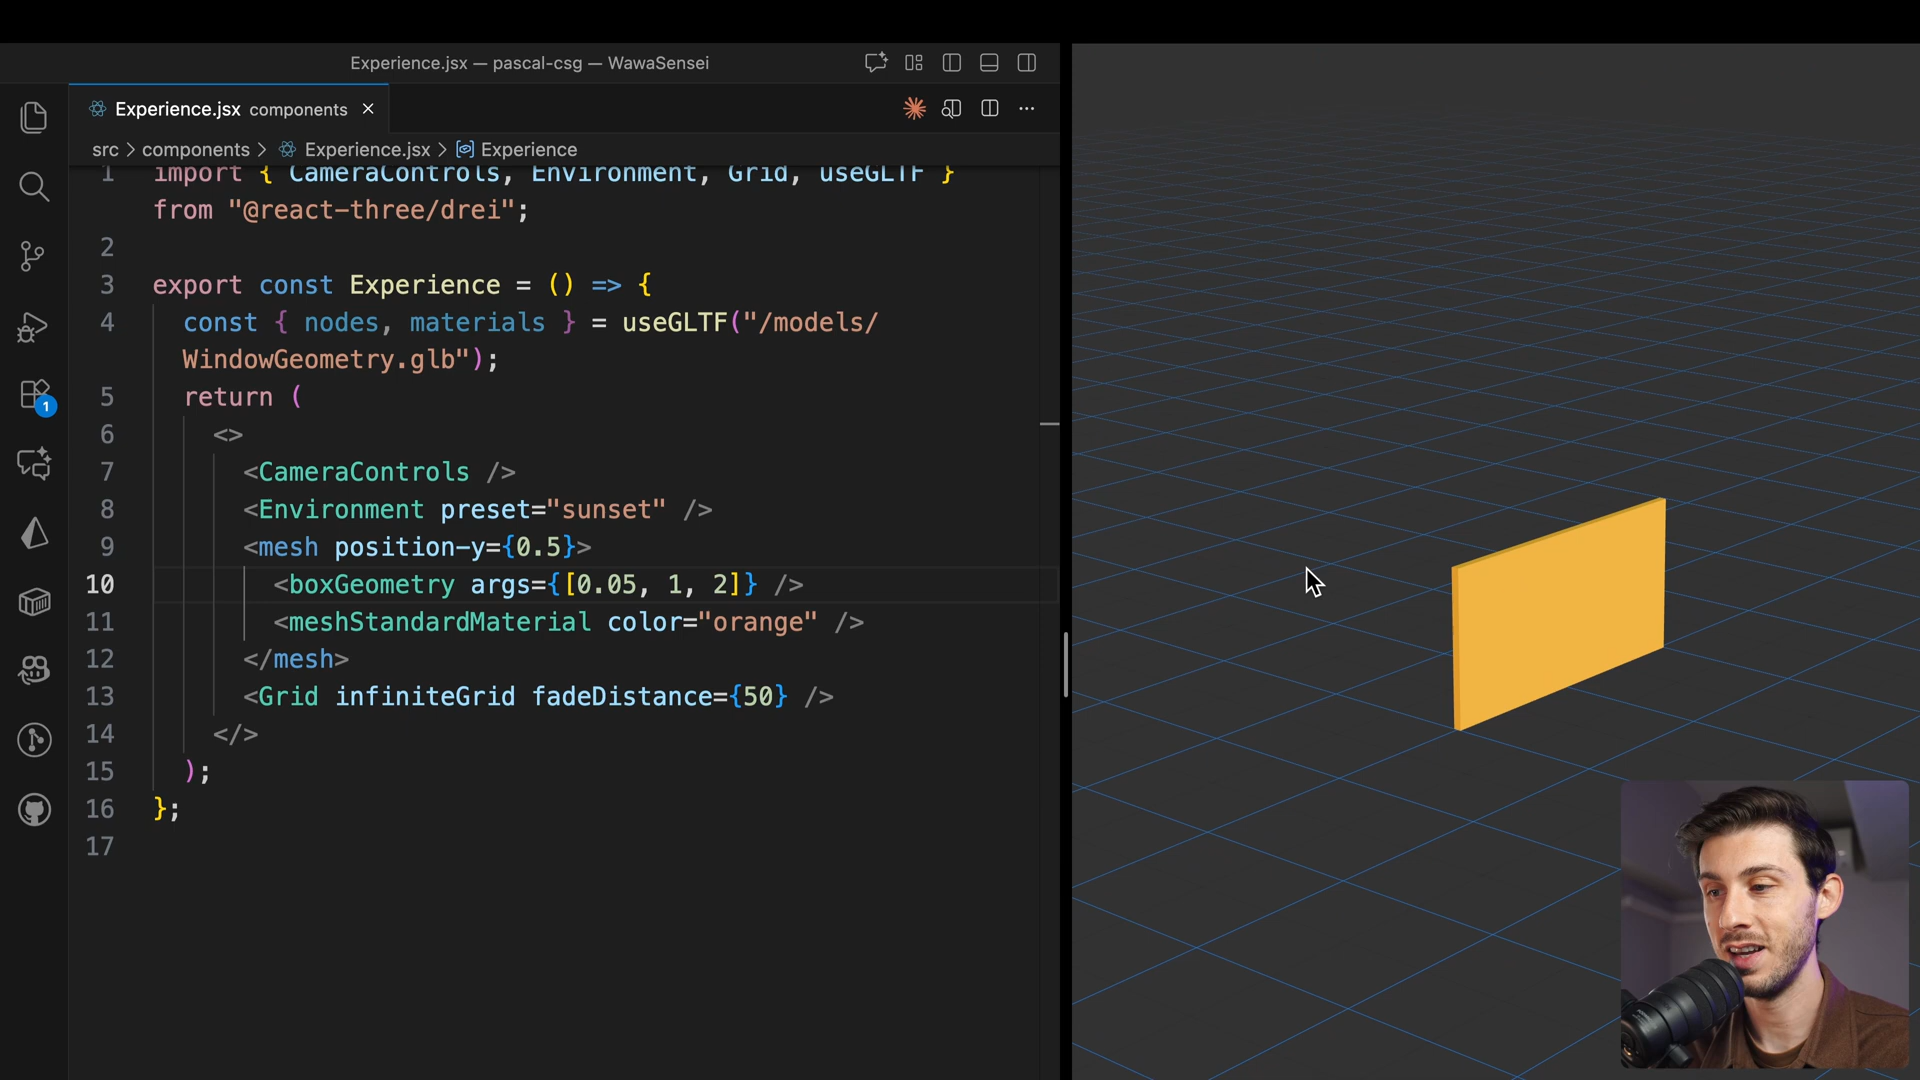 Experience.jsx — pascal-csg — WawaSensei
Experience.jsx components
src > components > Experience.jsx > Experience
1 import { CameraControls, Environment, Grid, useGLTF }
from "@react-three/drei";
2
3 export const Experience = () => {
4 const { nodes, materials } = useGLTF("/models/
WindowGeometry.glb");
5 return (
6 <>
7 <CameraControls />
8 <Environment preset="sunset" />
9 <mesh position-y={0.5}>
10 <boxGeometry args={[0.05, 1, 2]} />
11 <meshStandardMaterial color="orange" />
12 </mesh>
13 <Grid infiniteGrid fadeDistance={50} />
14 </>
15 );
16 };
17
1